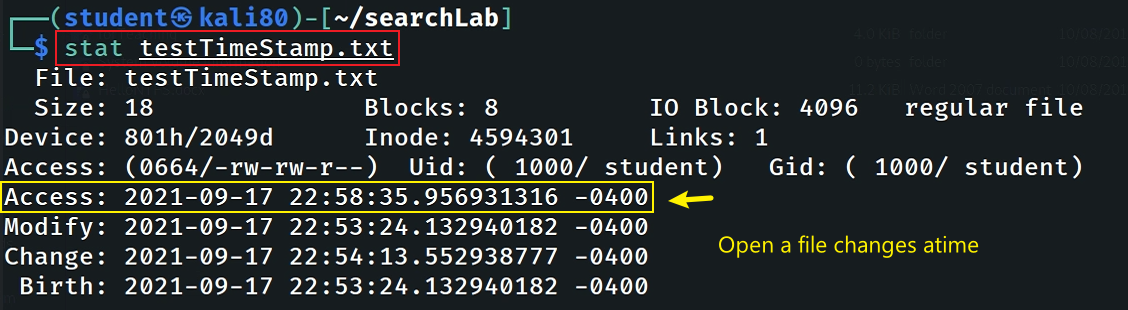 ┌──(student㉿kali80)-[~/searchLab]
└─$ stat testTimeStamp.txt
File: testTimeStamp.txt
Size: 18 Blocks: 8 IO Block: 4096 regular file
Device: 801h/2049d Inode: 4594301 Links: 1
Access: (0664/-rw-rw-r--) Uid: ( 1000/ student) Gid: ( 1000/ student)
Access: 2021-09-17 22:58:35.956931316 -0400
Modify: 2021-09-17 22:53:24.132940182 -0400
Open a file changes atime
Change: 2021-09-17 22:54:13.552938777 -0400
Birth: 2021-09-17 22:53:24.132940182 -0400